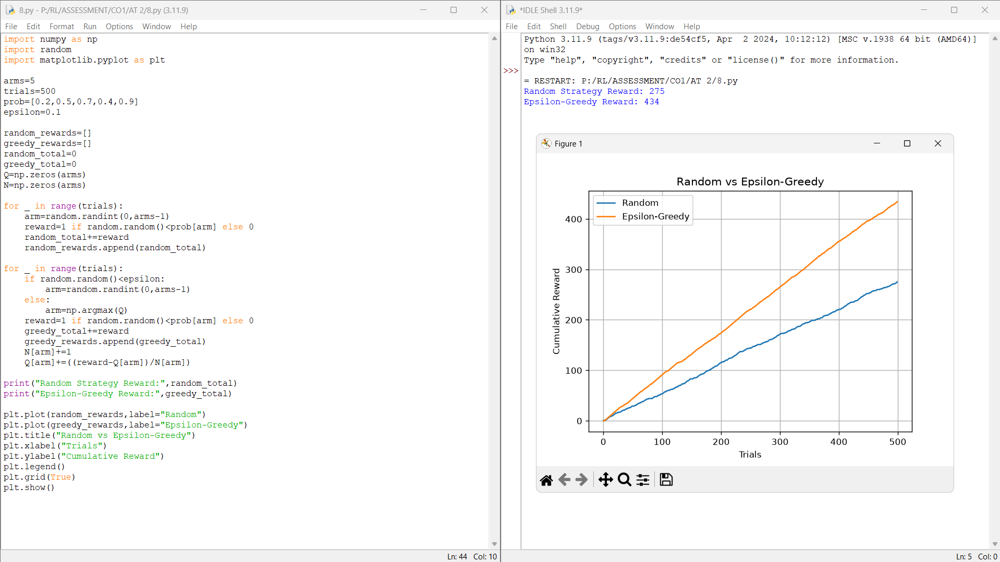 8.py - P:/RL/ASSESSMENT/CO1/AT 2/8.py (3.11.9)
File Edit Format Run Options Window Help
import numpy as np
import random
import matplotlib.pyplot as plt
arms=5
trials=500
prob=[0.2,0.5,0.7,0.4,0.9]
epsilon=0.1
random_rewards=[]
greedy_rewards=[]
random_total=0
greedy_total=0
Q=np.zeros(arms)
N=np.zeros(arms)
for _ in range(trials):
    arm=random.randint(0,arms-1)
    reward=1 if random.random()<prob[arm] else 0
    random_total+=reward
    random_rewards.append(random_total)
for _ in range(trials):
    if random.random()<epsilon:
        arm=random.randint(0,arms-1)
    else:
        arm=np.argmax(Q)
    reward=1 if random.random()<prob[arm] else 0
    greedy_total+=reward
    greedy_rewards.append(greedy_total)
    N[arm]+=1
    Q[arm]+=((reward-Q[arm])/N[arm])
print("Random Strategy Reward:",random_total)
print("Epsilon-Greedy Reward:",greedy_total)
plt.plot(random_rewards,label="Random")
plt.plot(greedy_rewards,label="Epsilon-Greedy")
plt.title("Random vs Epsilon-Greedy")
plt.xlabel("Trials")
plt.ylabel("Cumulative Reward")
plt.legend()
plt.grid(True)
plt.show()
Ln: 44 Col: 10
*IDLE Shell 3.11.9*
File Edit Shell Debug Options Window Help
Python 3.11.9 (tags/v3.11.9:de54cf5, Apr  2 2024, 10:12:12) [MSC v.1938 64 bit (AMD64)]
on win32
Type "help", "copyright", "credits" or "license()" for more information.
>>>
= RESTART: P:/RL/ASSESSMENT/CO1/AT 2/8.py
Random Strategy Reward: 275
Epsilon-Greedy Reward: 434
Figure 1
Random vs Epsilon-Greedy
Random
Epsilon-Greedy
400
300
200
100
0
Cumulative Reward
0 100 200 300 400 500
Trials
Ln: 5 Col: 0